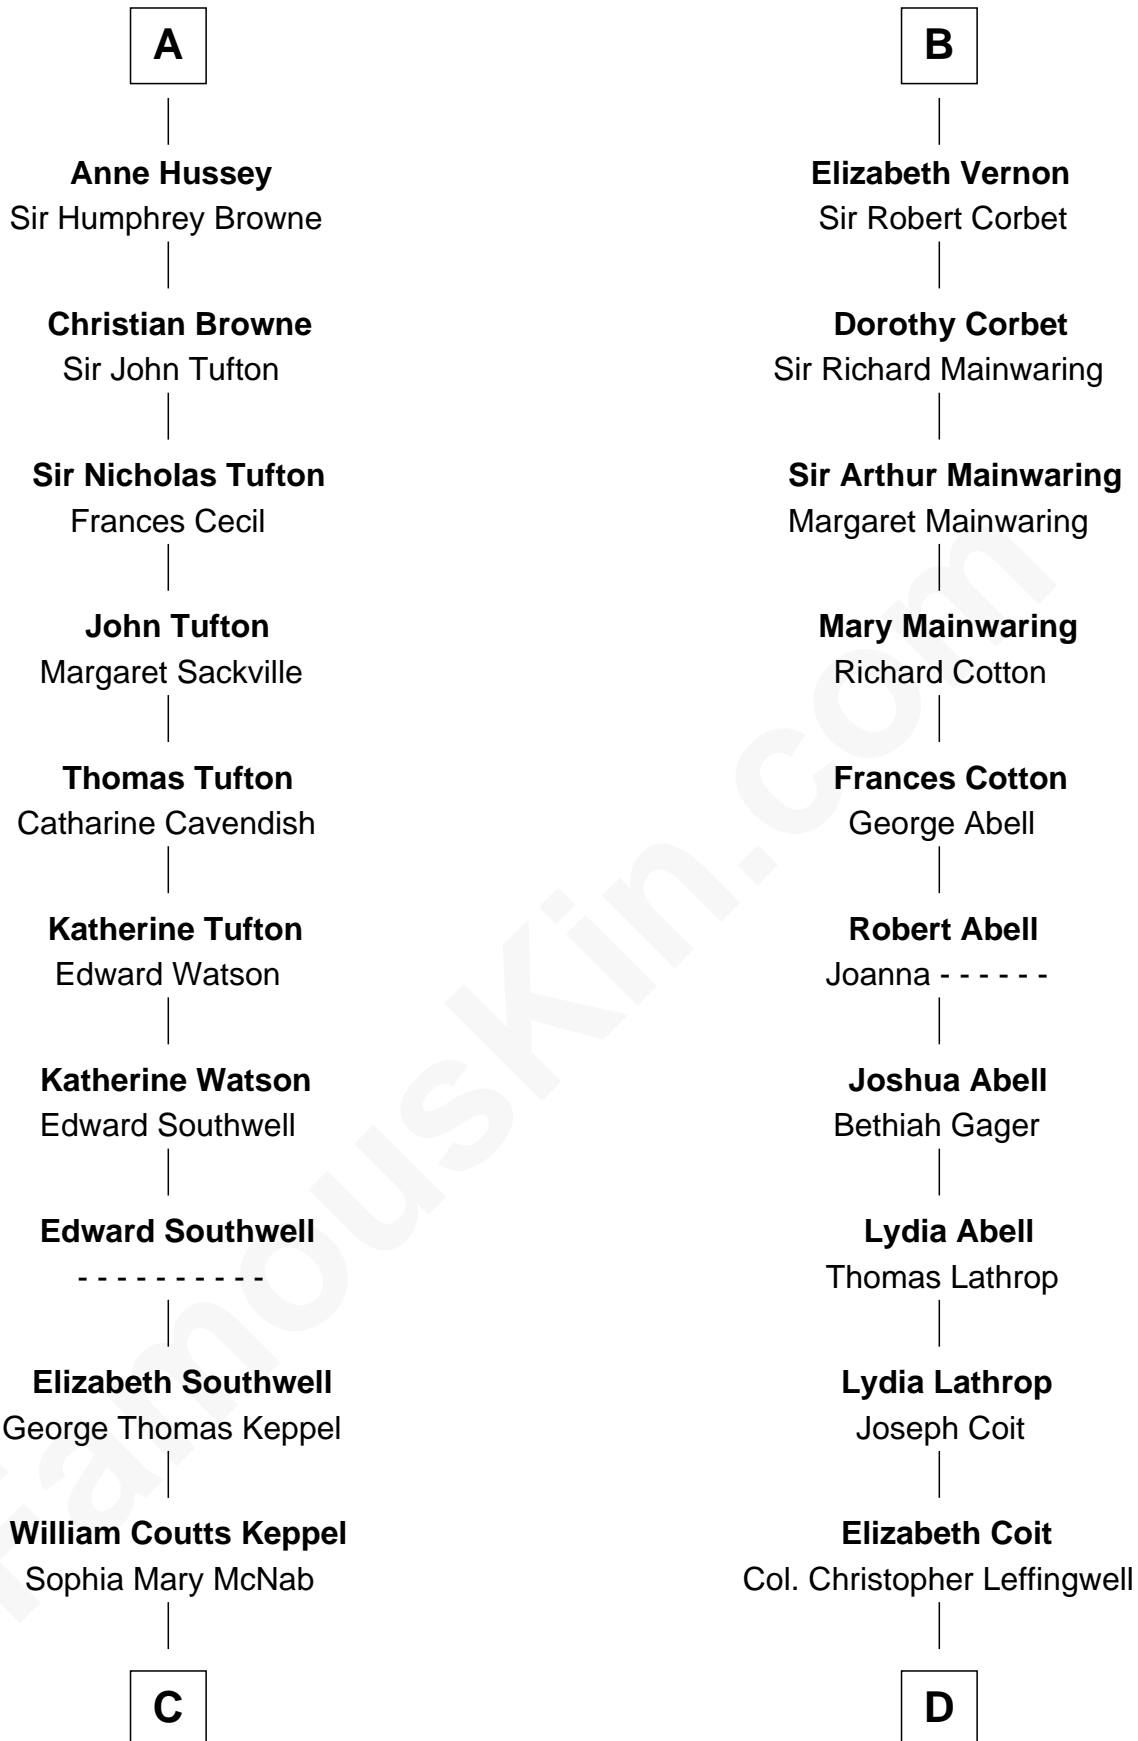 A
Anne Hussey
Sir Humphrey Browne
Christian Browne
Sir John Tufton
Sir Nicholas Tufton
Frances Cecil
John Tufton
Margaret Sackville
Thomas Tufton
Catharine Cavendish
Katherine Tufton
Edward Watson
Katherine Watson
Edward Southwell
Edward Southwell
- - - - - - - - - -
Elizabeth Southwell
George Thomas Keppel
William Coutts Keppel
Sophia Mary McNab
C
B
Elizabeth Vernon
Sir Robert Corbet
Dorothy Corbet
Sir Richard Mainwaring
Sir Arthur Mainwaring
Margaret Mainwaring
Mary Mainwaring
Richard Cotton
Frances Cotton
George Abell
Robert Abell
Joanna - - - - - -
Joshua Abell
Bethiah Gager
Lydia Abell
Thomas Lathrop
Lydia Lathrop
Joseph Coit
Elizabeth Coit
Col. Christopher Leffingwell
D
FamousKin.com